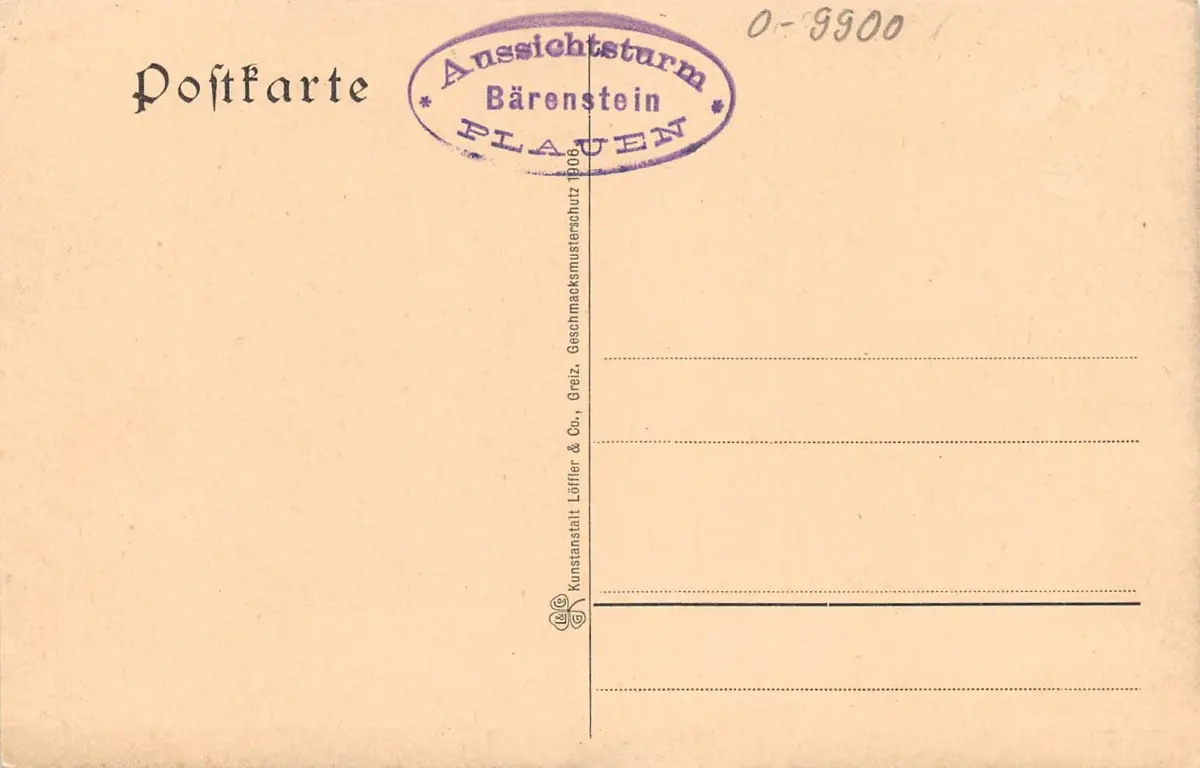 Poſtkarte
Aussichtsturm
* Bärenstein *
PLAUEN
0-9900
Kunstanstalt Löffler & Co., Greiz. Geschmacksmusterschutz 1906.